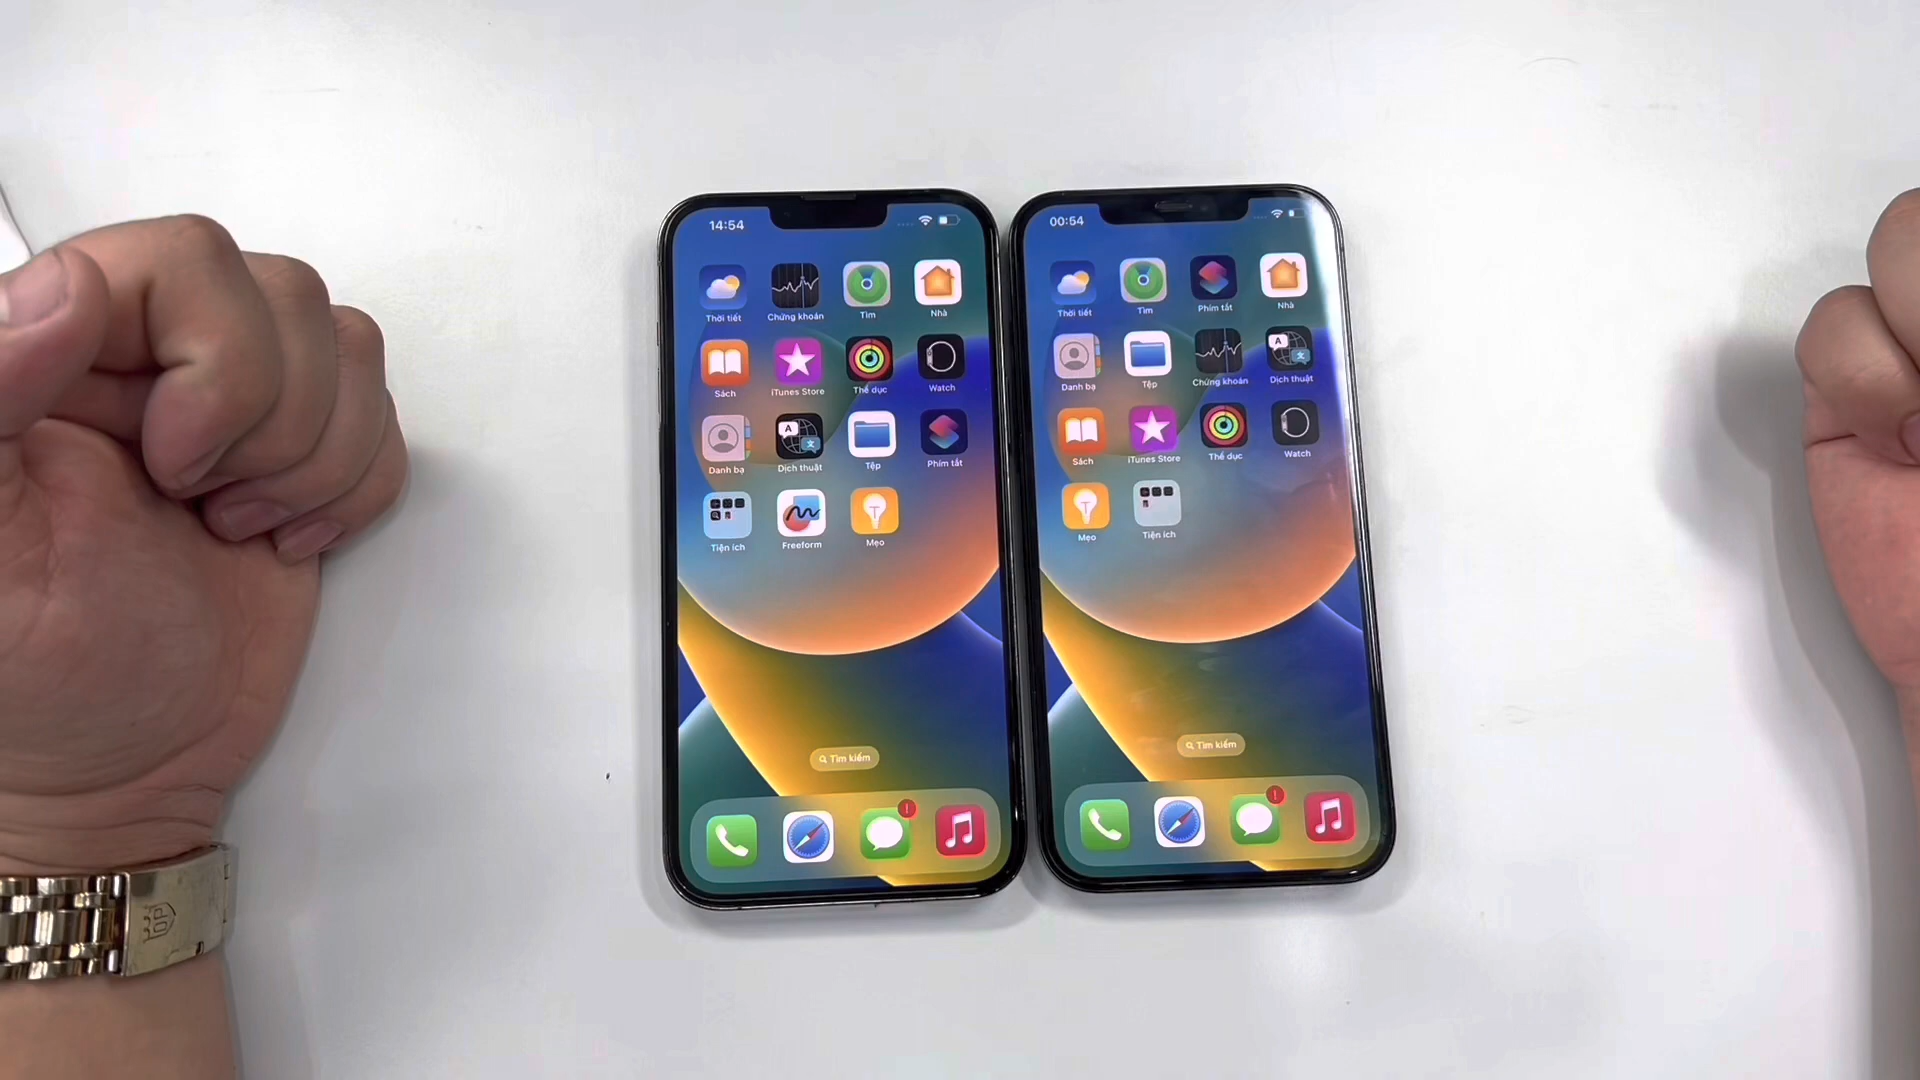 14:54
Thời tiết
Chứng khoán
Tìm
Nhà
Sách
iTunes Store
Thể dục
Watch
Danh bạ
Dịch thuật
Tệp
Phím tắt
Tiện ích
Freeform
Mẹo
Tìm kiếm
00:54
Thời tiết
Tìm
Phím tắt
Nhà
Danh bạ
Tệp
Chứng khoán
Dịch thuật
Sách
iTunes Store
Thể dục
Watch
Mẹo
Tiện ích
Tìm kiếm
OP